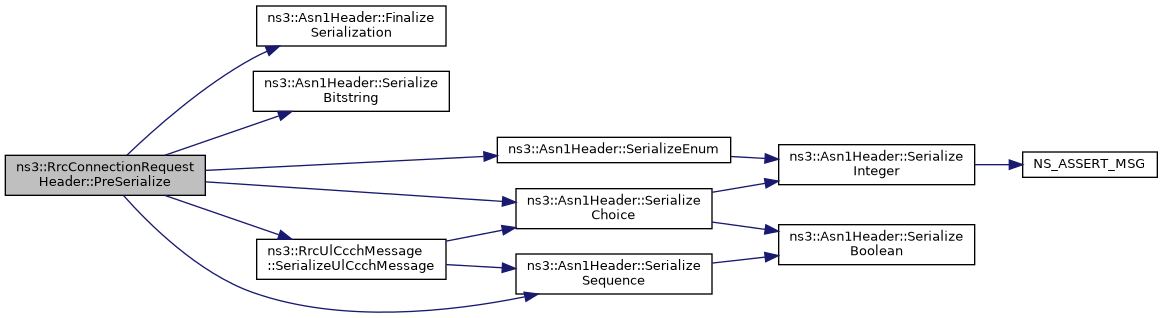 ns3::Asn1Header::Finalize
Serialization
ns3::Asn1Header::Serialize
Bitstring
ns3::RrcConnectionRequest
Header::PreSerialize
ns3::Asn1Header::SerializeEnum
ns3::Asn1Header::Serialize
Integer
NS_ASSERT_MSG
ns3::Asn1Header::Serialize
Choice
ns3::RrcUlCcchMessage
::SerializeUlCcchMessage
ns3::Asn1Header::Serialize
Boolean
ns3::Asn1Header::Serialize
Sequence